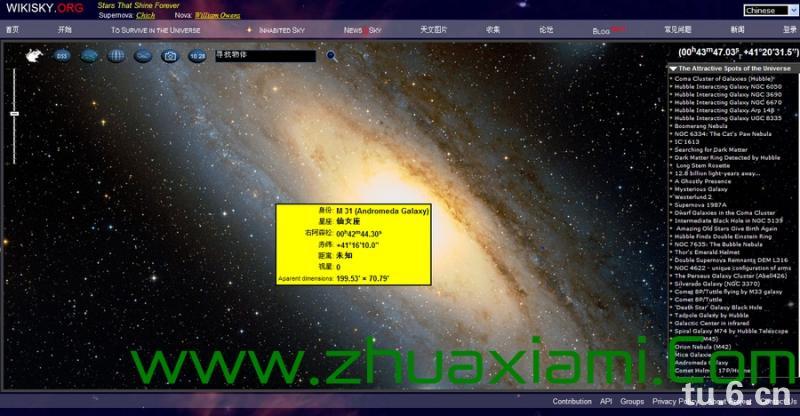 WIKISKY.ORG
Stars That Shine Forever
Supernova: Chich Nova: William Owens
Chinese
首页 开始 To Survive in the Universe Inhabited Sky News@Sky 天文图片 收集 论坛 Blog 常见问题 新闻 登录
DSS 10:28 寻找物体 (00h43m47.03s, +41°20'31.5")
The Attractive Spots of the Universe
Coma Cluster of Galaxies (Hubble)
Hubble Interacting Galaxy NGC 6050
Hubble Interacting Galaxy NGC 3690
Hubble Interacting Galaxy NGC 6670
Hubble Interacting Galaxy Arp 148
Hubble Interacting Galaxy UGC 8335
Boomerang Nebula
NGC 6334: The Cat's Paw Nebula
IC 1613
Searching for Dark Matter
Dark Matter Ring Detected by Hubble
Long Stem Rosette
12.8 billion light-years away...
A Ghostly Presence
Mysterious Galaxy
Westerlund 2
Supernova 1987A
Dwarf Galaxies in the Coma Cluster
Intermediate Black Hole in NGC 5139
Amazing Old Stars Give Birth Again
Hubble Finds Double Einstein Ring
NGC 7635: The Bubble Nebula
Thor's Emerald Helmet
Double Supernova Remnants DEM L316
NGC 4622 - unique configuration of arms
The Perseus Galaxy Cluster (Abell426)
Silverado Galaxy (NGC 3370)
Comet 8P/Tuttle flying by M33 galaxy
Comet 8P/Tuttle
'Death Star' Galaxy Black Hole
Tadpole Galaxy by Hubble
Galactic Center in Infrared
Spiral Galaxy M74 by Hubble Telescope
(M45)
Orion Nebula (M42)
Mice Galaxies
Andromeda Galaxy
Comet Holmes 17P/Holmes
身份: M 31 (Andromeda Galaxy)
星座: 仙女座
右阿森松: 00h42m44.30s
赤纬: +41°16'10.0"
距离: 未知
视星: 0
Aparent dimensions: 199.53' × 70.79'
www.zhuaxiami.com
Contribution API Groups Privacy Policy About Project Contact Us
tu.6.cn